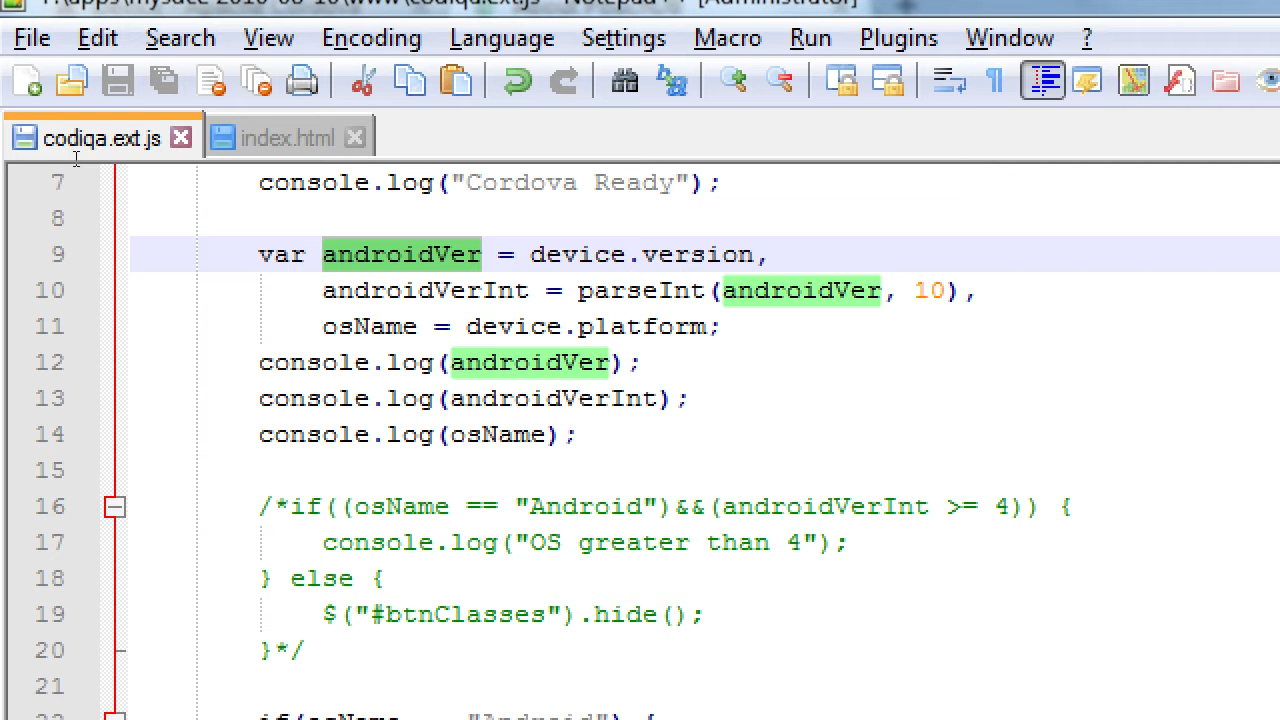 File Edit Search View Encoding Language Settings Macro Run Plugins Window ?
codiqa.ext.js index.html
7 console.log("Cordova Ready");
8
9 var androidVer = device.version,
10 androidVerInt = parseInt(androidVer, 10),
11 osName = device.platform;
12 console.log(androidVer);
13 console.log(androidVerInt);
14 console.log(osName);
15
16 /*if((osName == "Android")&&(androidVerInt >= 4)) {
17 console.log("OS greater than 4");
18 } else {
19 $("#btnClasses").hide();
20 }*/
21